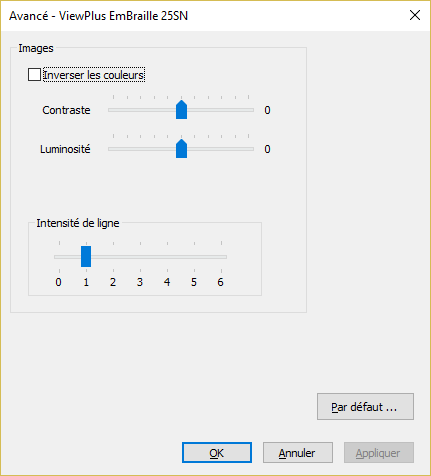 Avancé - ViewPlus EmBraille 25SN
Images
Inverser les couleurs
Contraste 0
Luminosité 0
Intensité de ligne
0 1 2 3 4 5 6
Par défaut ...
OK Annuler Appliquer